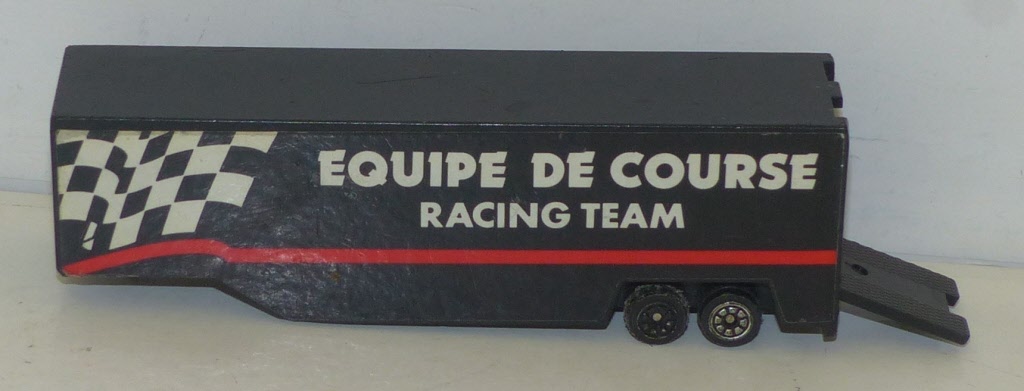 EQUIPE DE COURSE
RACING TEAM